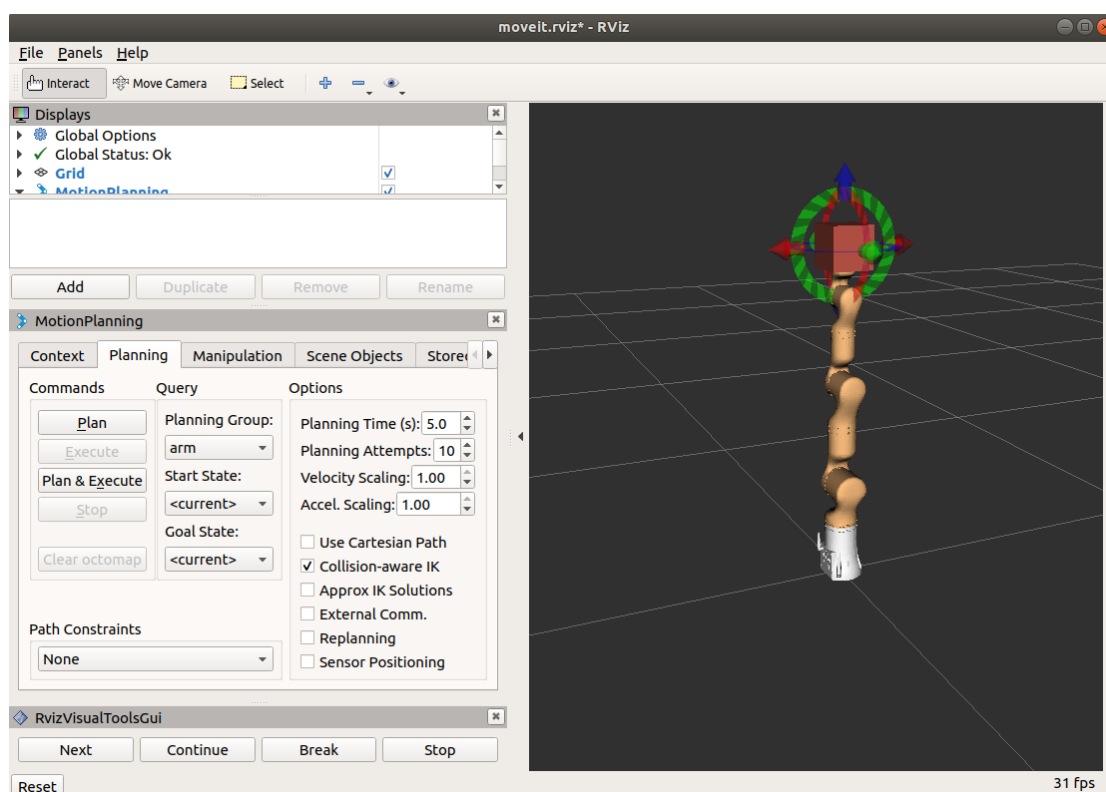 moveit.rviz* - RViz
File Panels Help
Interact Move Camera Select
Displays
Global Options
Global Status: Ok
Grid
MotionPlanning
Add Duplicate Remove Rename
MotionPlanning
Context Planning Manipulation Scene Objects Store
Commands Query Options
Plan
Execute
Plan & Execute
Stop
Clear octomap
Planning Group:
arm
Start State:
<current>
Goal State:
<current>
Planning Time (s): 5.0
Planning Attempts: 10
Velocity Scaling: 1.00
Accel. Scaling: 1.00
Use Cartesian Path
Collision-aware IK
Approx IK Solutions
External Comm.
Replanning
Sensor Positioning
Path Constraints
None
RvizVisualToolsGui
Next Continue Break Stop
Reset 31 fps